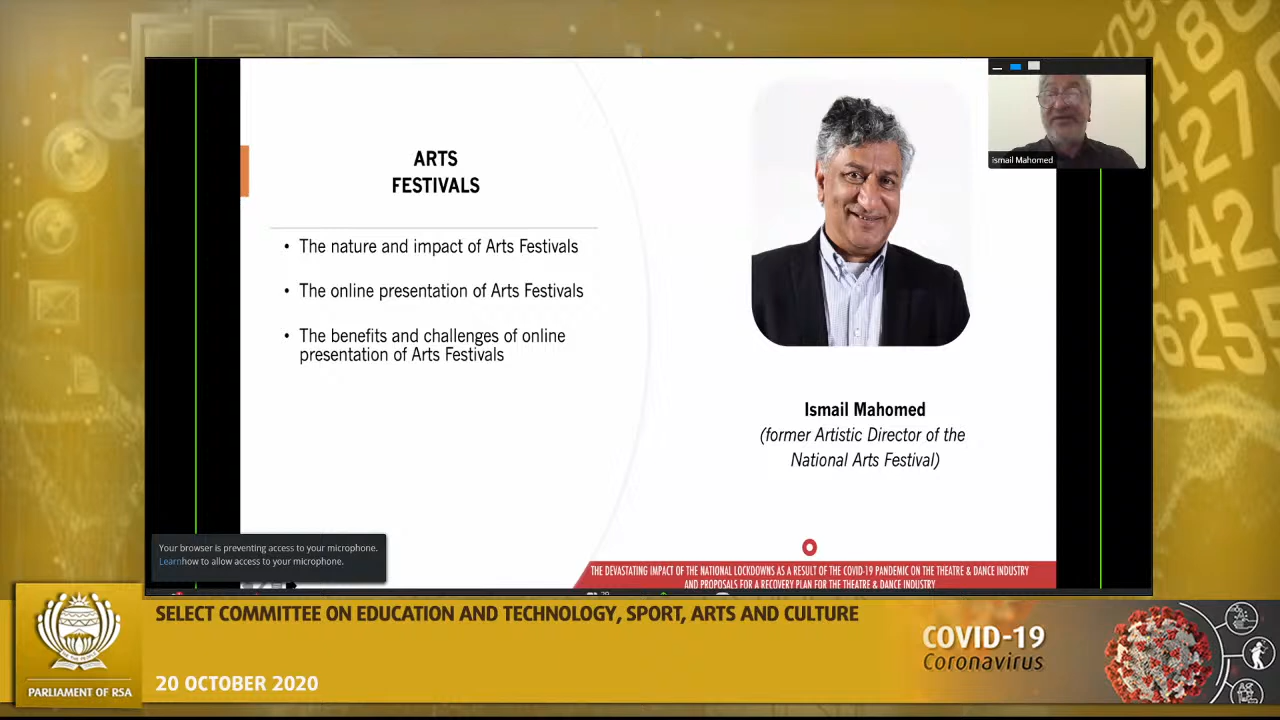 ARTS
FESTIVALS
• The nature and impact of Arts Festivals
• The online presentation of Arts Festivals
• The benefits and challenges of online
presentation of Arts Festivals
ismail Mahomed
Ismail Mahomed
(former Artistic Director of the
National Arts Festival)
Your browser is preventing access to your microphone.
Learnhow to allow access to your microphone.
THE DEVASTATING IMPACT OF THE NATIONAL LOCKDOWNS AS A RESULT OF THE COVID-19 PANDEMIC ON THE THEATRE & DANCE INDUSTRY
AND PROPOSALS FOR A RECOVERY PLAN FOR THE THEATRE & DANCE INDUSTRY
SELECT COMMITTEE ON EDUCATION AND TECHNOLOGY, SPORT, ARTS AND CULTURE
COVID-19
Coronavirus
20 OCTOBER 2020
PARLIAMENT OF RSA